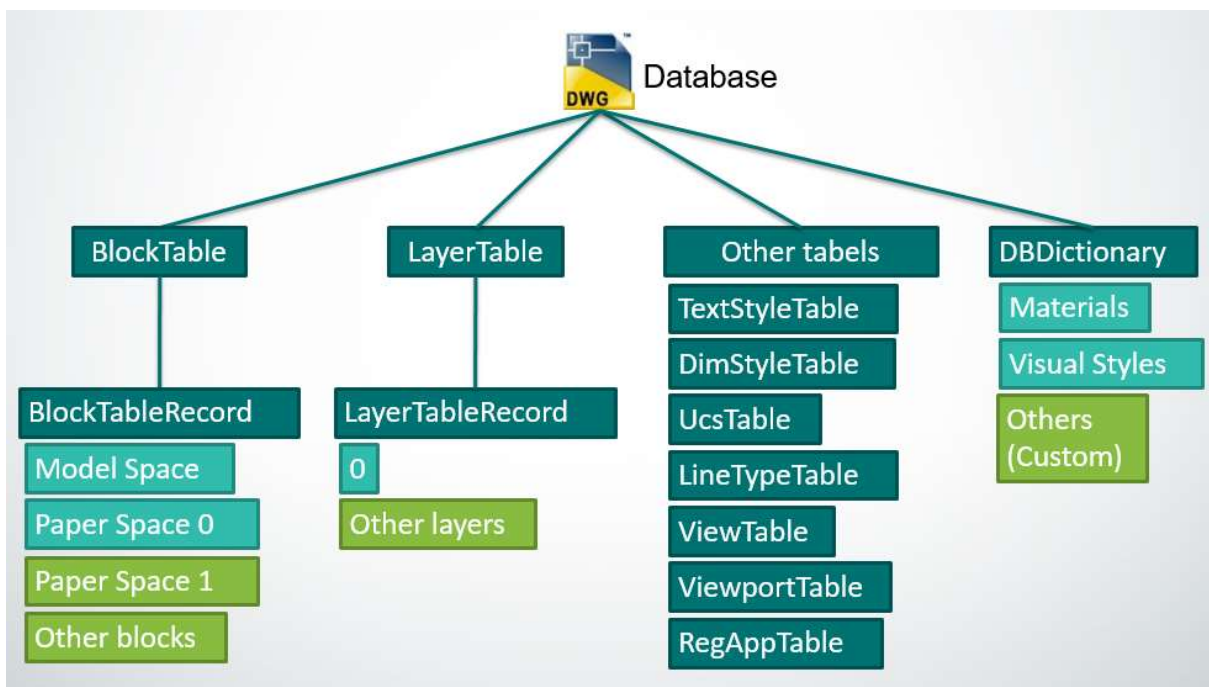 DWG
™
Database
BlockTable
BlockTableRecord
Model Space
Paper Space 0
Paper Space 1
Other blocks
LayerTable
LayerTableRecord
0
Other layers
Other tabels
TextStyleTable
DimStyleTable
UcsTable
LineTypeTable
ViewTable
ViewportTable
RegAppTable
DBDictionary
Materials
Visual Styles
Others
(Custom)